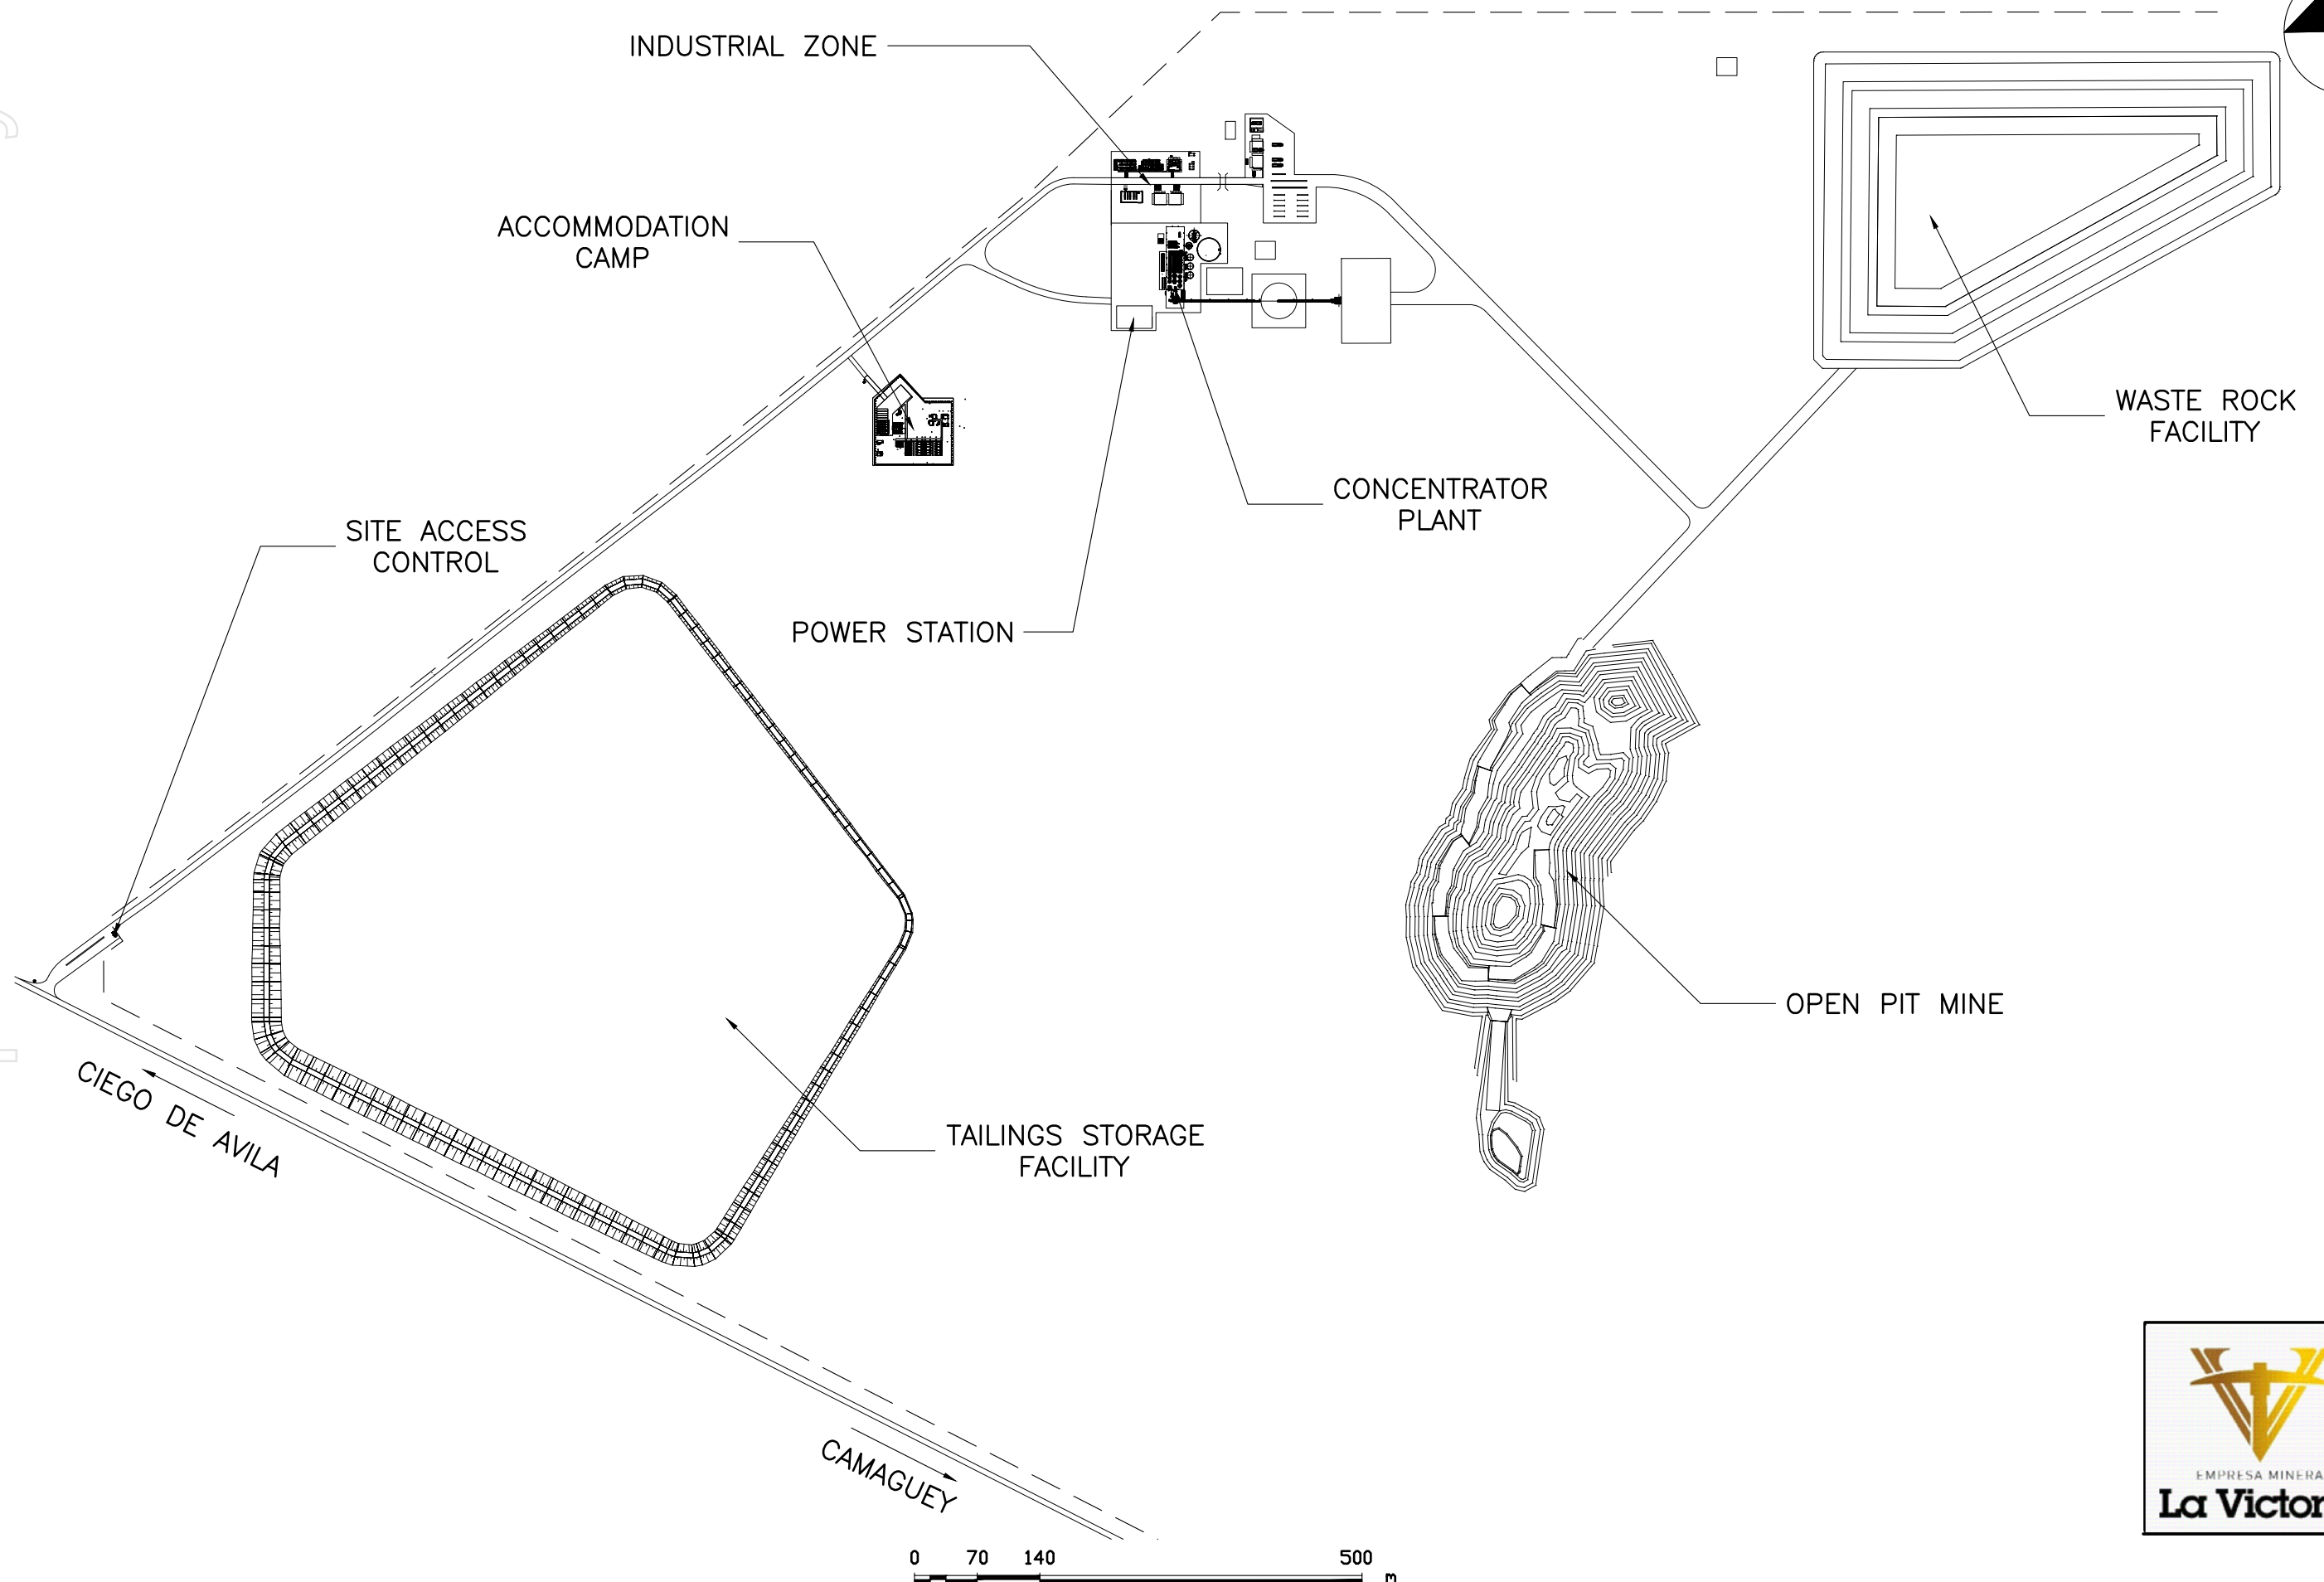 INDUSTRIAL ZONE
ACCOMMODATION
CAMP
WASTE ROCK
FACILITY
CONCENTRATOR
PLANT
SITE ACCESS
CONTROL
POWER STATION
OPEN PIT MINE
CIEGO DE AVILA
TAILINGS STORAGE
FACILITY
CAMAGUEY
EMPRESA MINERA
La Victor
0 70 140 500
m